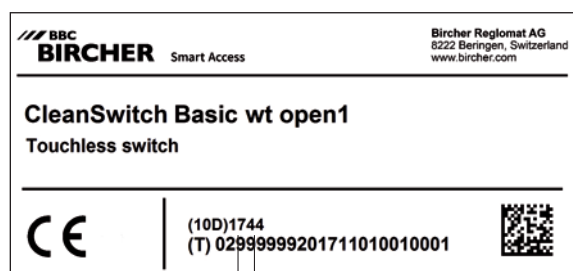 BBC
BIRCHER Smart Access
Bircher Reglomat AG
8222 Beringen, Switzerland
www.bircher.com
CleanSwitch Basic wt open1
Touchless switch
CE
(10D)1744
(T) 0299999201711010010001